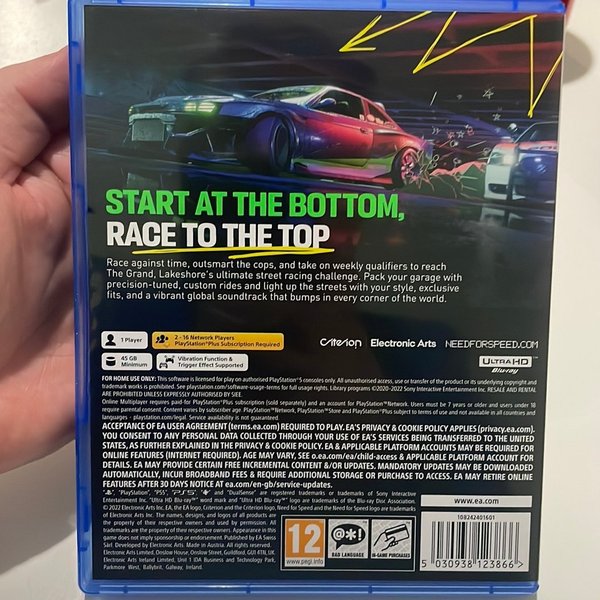 START AT THE BOTTOM,
RACE TO THE TOP
Race against time, outsmart the cops, and take on weekly qualifiers to reach
The Grand, Lakeshore's ultimate street racing challenge. Pack your garage with
precision-tuned, custom rides and light up the streets with your style, exclusive
fits, and a vibrant global soundtrack that bumps in every corner of the world.
1 Player
2 - 16 Network Players
PlayStation®Plus Subscription Required
45 GB
Minimum
Vibration Function &
Trigger Effect Supported
Criterion
Electronic Arts
NEEDFORSPEED.COM
ULTRA HD
Blu-ray
FOR HOME USE ONLY: This software is licensed for play on authorised PlayStation®5 consoles only. All unauthorised access, use or transfer of the product or its underlying copyright and
trademark works is prohibited. See playstation.com/software-usage-terms for full usage rights. Library programs ©2020-2022 Sony Interactive Entertainment Inc. RESALE AND RENTAL
ARE PROHIBITED UNLESS EXPRESSLY AUTHORISED BY SIE.
Online Multiplayer requires paid-for PlayStation®Plus subscription (sold separately) and an account for PlayStation™Network. Users must be 7 years or older and users under 18
require parental consent. Content varies by subscription and/or age. PlayStation™Network, PlayStation™Store and PlayStation®Plus subject to terms of use and not available in all countries and
languages - playstation.com/legal. Service availability is not guaranteed.
ACCEPTANCE OF EA USER AGREEMENT (terms.ea.com) REQUIRED TO PLAY. EA'S PRIVACY & COOKIE POLICY APPLIES (privacy.ea.com).
YOU CONSENT TO ANY PERSONAL DATA COLLECTED THROUGH YOUR USE OF EA'S SERVICES BEING TRANSFERRED TO THE UNITED
STATES, AS FURTHER EXPLAINED IN THE PRIVACY & COOKIE POLICY. EA & APPLICABLE PLATFORM ACCOUNTS MAY BE REQUIRED FOR
ONLINE FEATURES (INTERNET REQUIRED). AGE MAY VARY, SEE o.ea.com/ea/child-access & APPLICABLE PLATFORM ACCOUNT FOR
DETAILS. EA MAY PROVIDE CERTAIN FREE INCREMENTAL CONTENT &/OR UPDATES. MANDATORY UPDATES MAY BE DOWNLOADED
AUTOMATICALLY, INCUR BROADBAND FEES & REQUIRE ADDITIONAL STORAGE OR PURCHASE TO ACCESS. EA MAY RETIRE ONLINE
FEATURES AFTER 30 DAYS NOTICE AT ea.com/en-gb/service-updates.
"PlayStation", "PS5", and "DualSense" are registered trademarks or trademarks of Sony Interactive
Entertainment Inc. "Ultra HD Blu-ray™" word mark and "Ultra HD Blu-ray™" logo are trademarks of the Blu-ray Disc Association.
© 2022 Electronic Arts Inc. EA, the EA logo, Criterion and the Criterion logo, Need for Speed and the Need for Speed logo are trademarks
of Electronic Arts Inc. The names, designs, and logos of all products are the
property of their respective owners and used by permission. All
trademarks are the property of their respective owners. Appearance in this game
does not imply sponsorship or endorsement. Published by EA Swiss
Sàrl. Developed by Electronic Arts. Made in Austria. All rights reserved.
Electronic Arts Limited, Onslow House, Onslow Street, Guildford, GU1 4TN, UK.
Electronic Arts Ireland Limited, Unit 1 IDA Business and Technology Park,
Parkmore West, Ballybrit, Galway, Ireland.
12
www.pegi.info
@*!
BAD LANGUAGE
IN-GAME PURCHASES
www.ea.com
108242401601
5 030938 123866